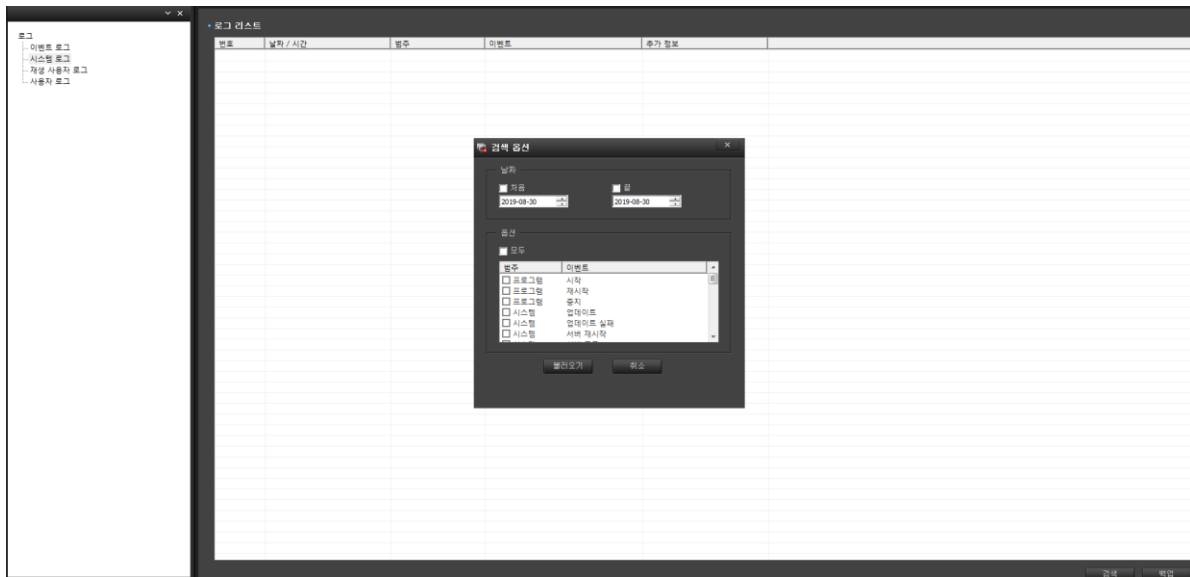 로그
이벤트 로그
시스템 로그
재생 사용자 로그
사용자 로그
로그 리스트
번호 날짜 / 시간 범주 이벤트 추가 정보
검색 옵션
날짜
처음 끝
2019-08-30 2019-08-30
옵션
모두
범주 이벤트
프로그램 시작
프로그램 재시작
프로그램 중지
시스템 업데이트
시스템 업데이트 실패
시스템 서버 재시작
불러오기 취소
검색 백업